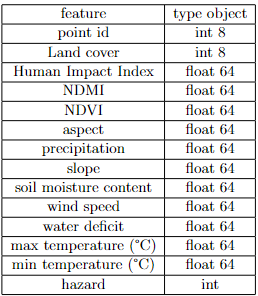 feature type object
point id int 8
Land cover int 8
Human Impact Index float 64
NDMI float 64
NDVI float 64
aspect float 64
precipitation float 64
slope float 64
soil moisture content float 64
wind speed float 64
water deficit float 64
max temperature (°C) float 64
min temperature (°C) float 64
hazard int